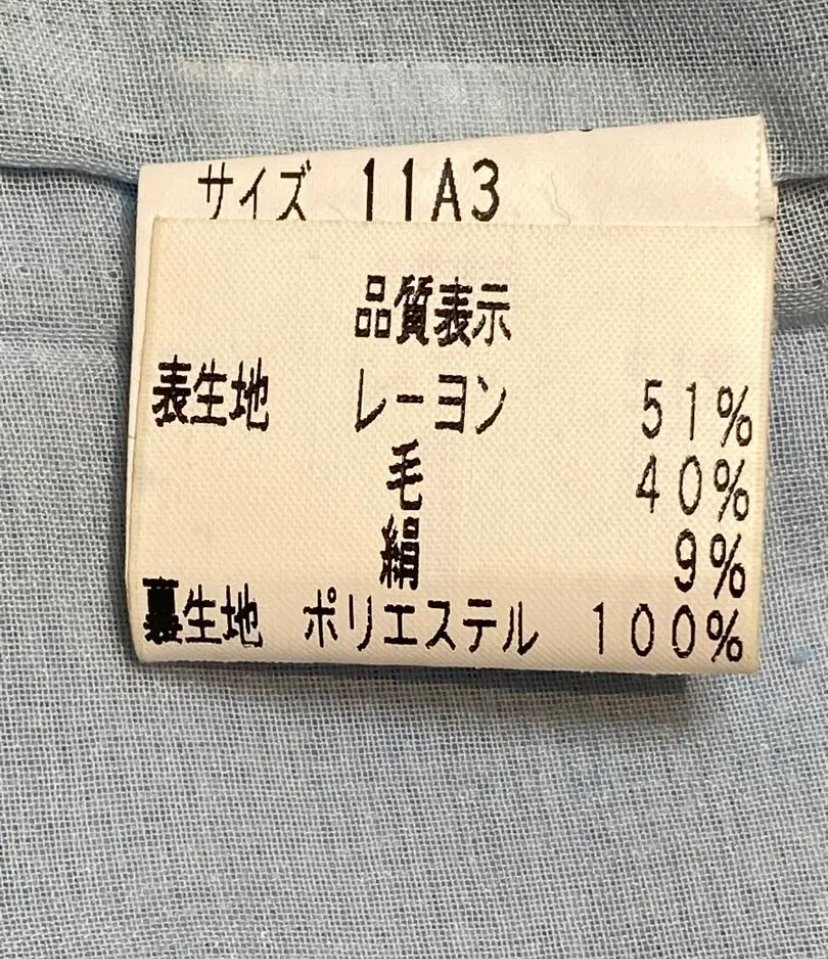 サイズ 11A3
品質表示
表生地 レーヨン 51%
毛 40%
絹 9%
裏生地 ポリエステル 100%